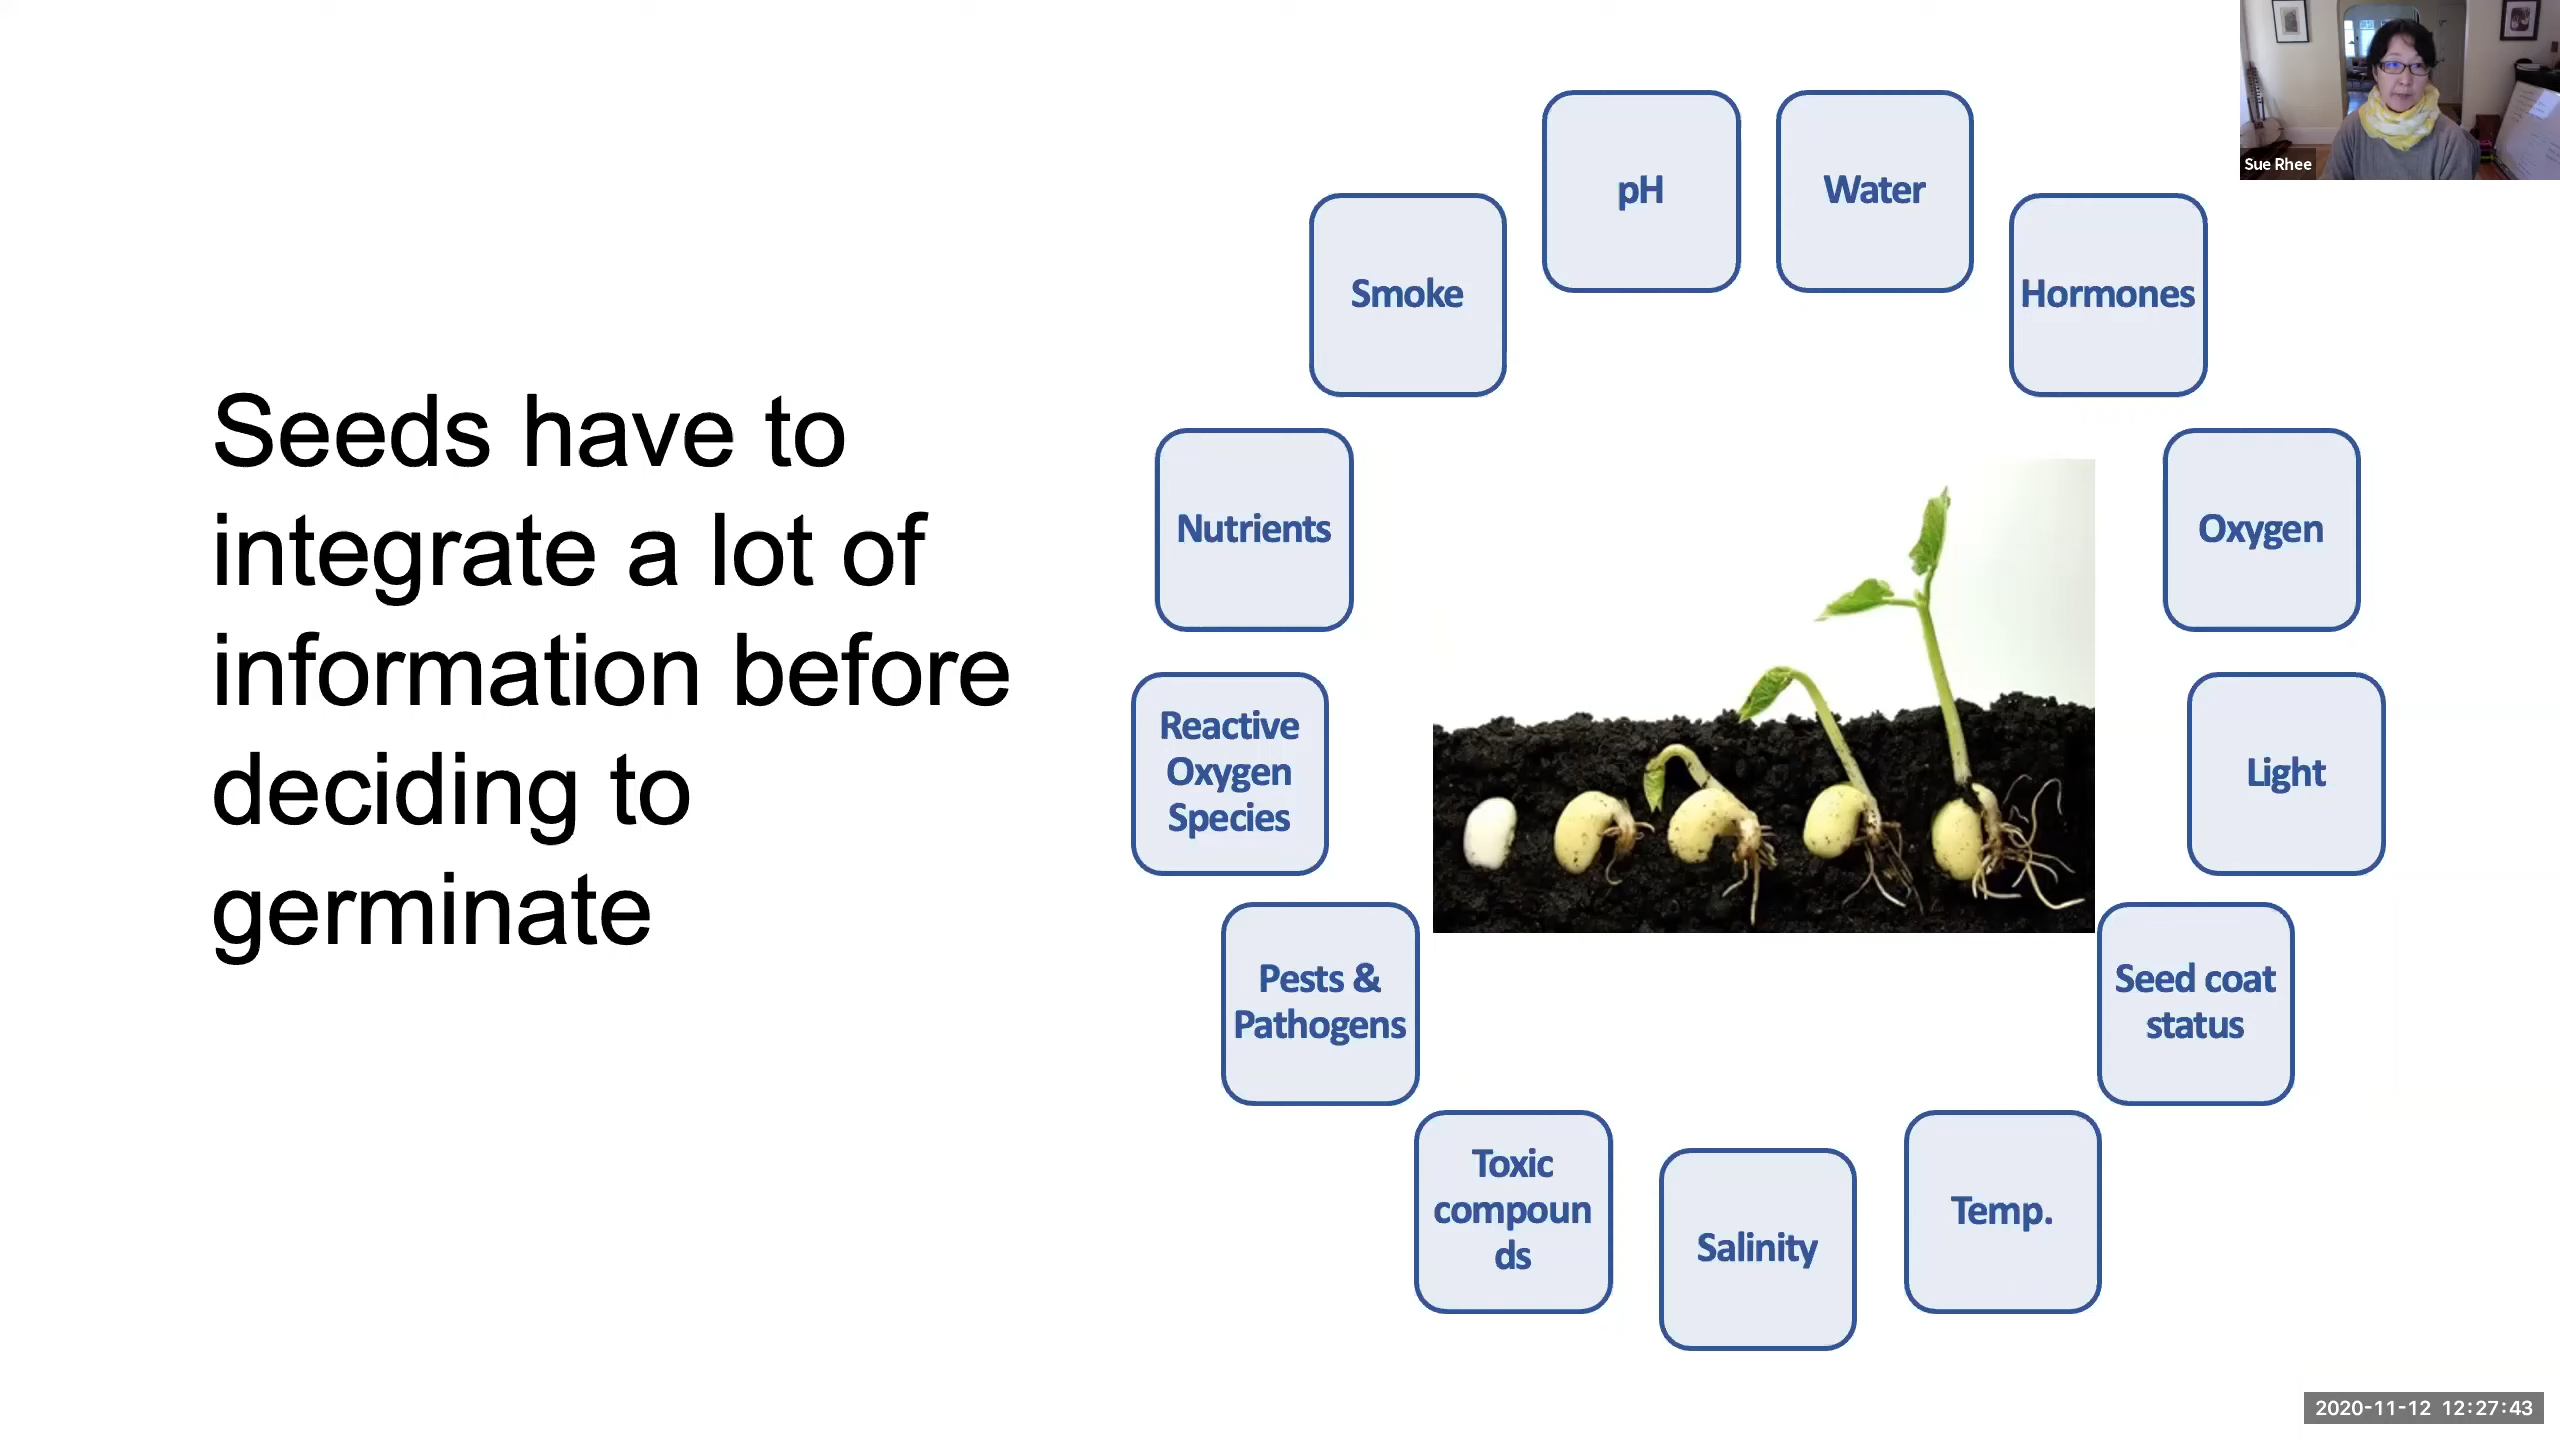 Seeds have to
integrate a lot of
information before
deciding to
germinate
pH
Water
Smoke
Hormones
Nutrients
Oxygen
Reactive
Oxygen
Species
Light
Pests &
Pathogens
Seed coat
status
Toxic
compoun
ds
Salinity
Temp.
Sue Rhee
2020-11-12 12:27:43